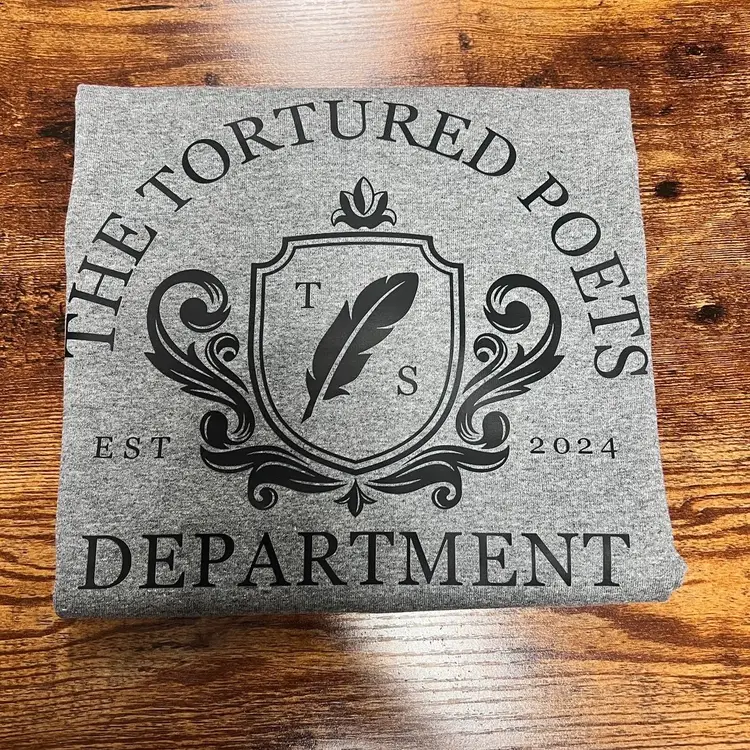 THE TORTURED POETS
T
S
EST 2024
DEPARTMENT